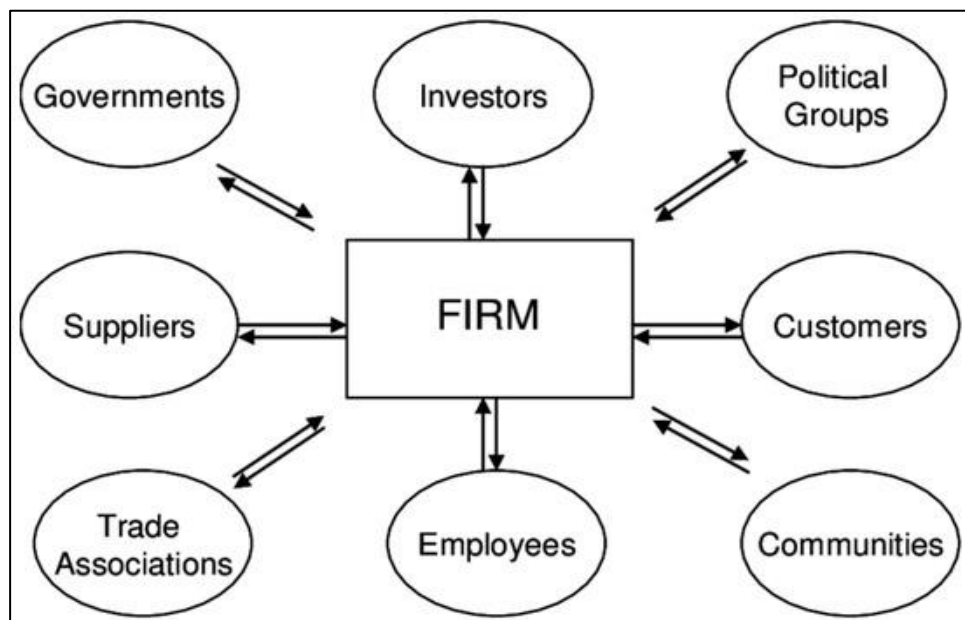 Governments
Investors
Political
Groups
Suppliers
FIRM
Customers
Trade
Associations
Employees
Communities